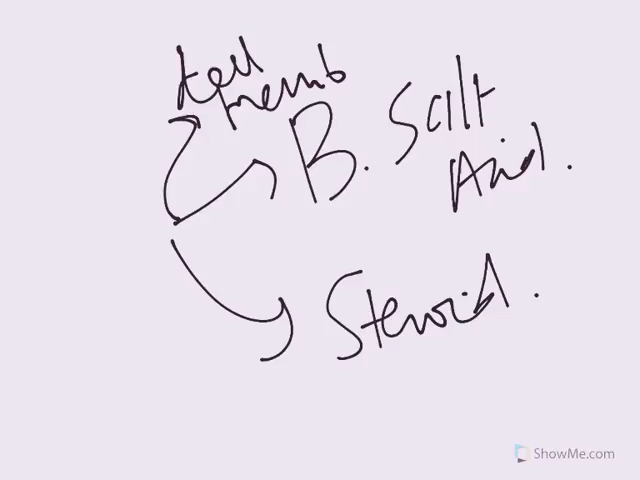 Cell
memb
B. Salt
Acid.
Steroid.
ShowMe.com